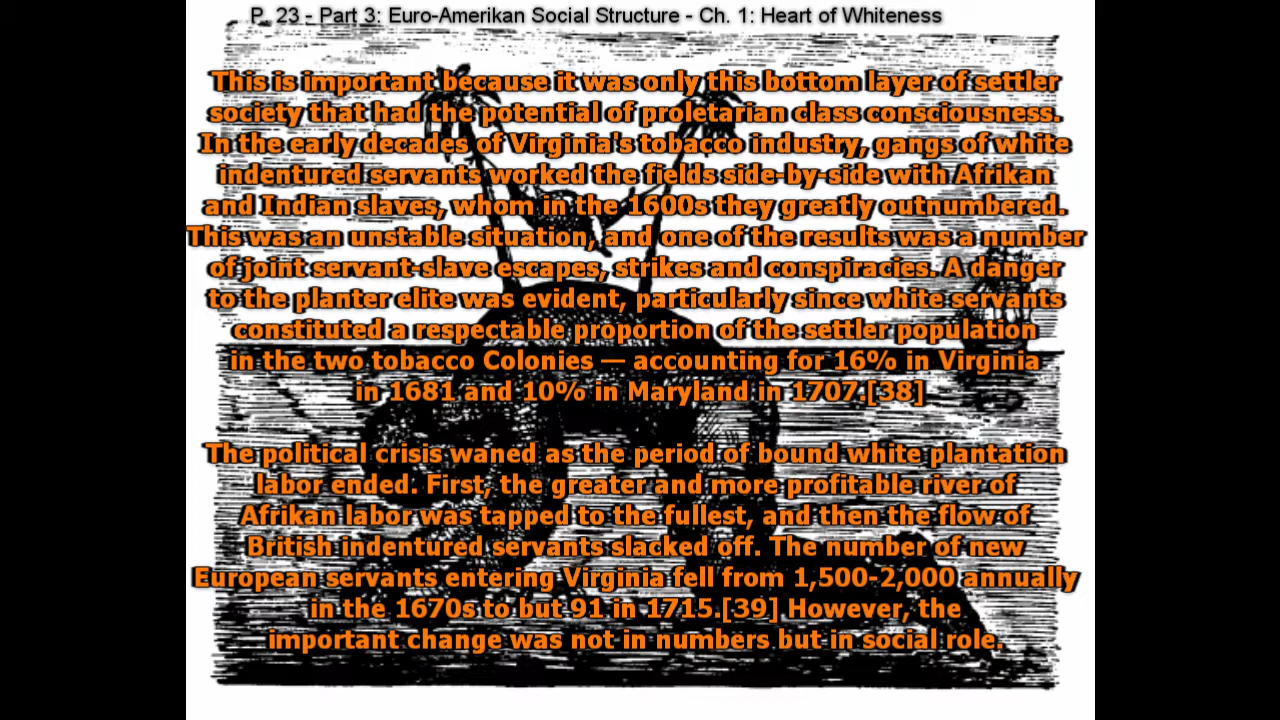 P. 23 - Part 3: Euro-Amerikan Social Structure - Ch. 1: Heart of Whiteness
This is important because it was only this bottom layer of settler
society that had the potential of proletarian class consciousness.
In the early decades of Virginia's tobacco industry, gangs of white
indentured servants worked the fields side-by-side with Afrikan
and Indian slaves, whom in the 1600s they greatly outnumbered.
This was an unstable situation, and one of the results was a number
of joint servant-slave escapes, strikes and conspiracies. A danger
to the planter elite was evident, particularly since white servants
constituted a respectable proportion of the settler population
in the two tobacco Colonies — accounting for 16% in Virginia
in 1681 and 10% in Maryland in 1707.[38]
The political crisis waned as the period of bound white plantation
labor ended. First, the greater and more profitable river of
Afrikan labor was tapped to the fullest, and then the flow of
British indentured servants slacked off. The number of new
European servants entering Virginia fell from 1,500-2,000 annually
in the 1670s to but 91 in 1715.[39] However, the
important change was not in numbers but in social role.